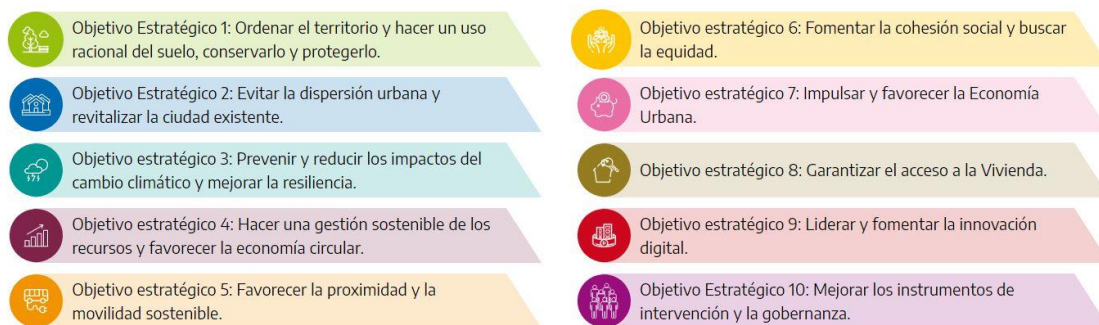 Objetivo Estratégico 1: Ordenar el territorio y hacer un uso
racional del suelo, conservarlo y protegerlo.
Objetivo Estratégico 2: Evitar la dispersión urbana y
revitalizar la ciudad existente.
Objetivo estratégico 3: Prevenir y reducir los impactos del
cambio climático y mejorar la resiliencia.
Objetivo estratégico 4: Hacer una gestión sostenible de los
recursos y favorecer la economía circular.
Objetivo estratégico 5: Favorecer la proximidad y la
movilidad sostenible.
Objetivo estratégico 6: Fomentar la cohesión social y buscar
la equidad.
Objetivo estratégico 7: Impulsar y favorecer la Economía
Urbana.
Objetivo estratégico 8: Garantizar el acceso a la Vivienda.
Objetivo estratégico 9: Liderar y fomentar la innovación
digital.
Objetivo Estratégico 10: Mejorar los instrumentos de
intervención y la gobernanza.